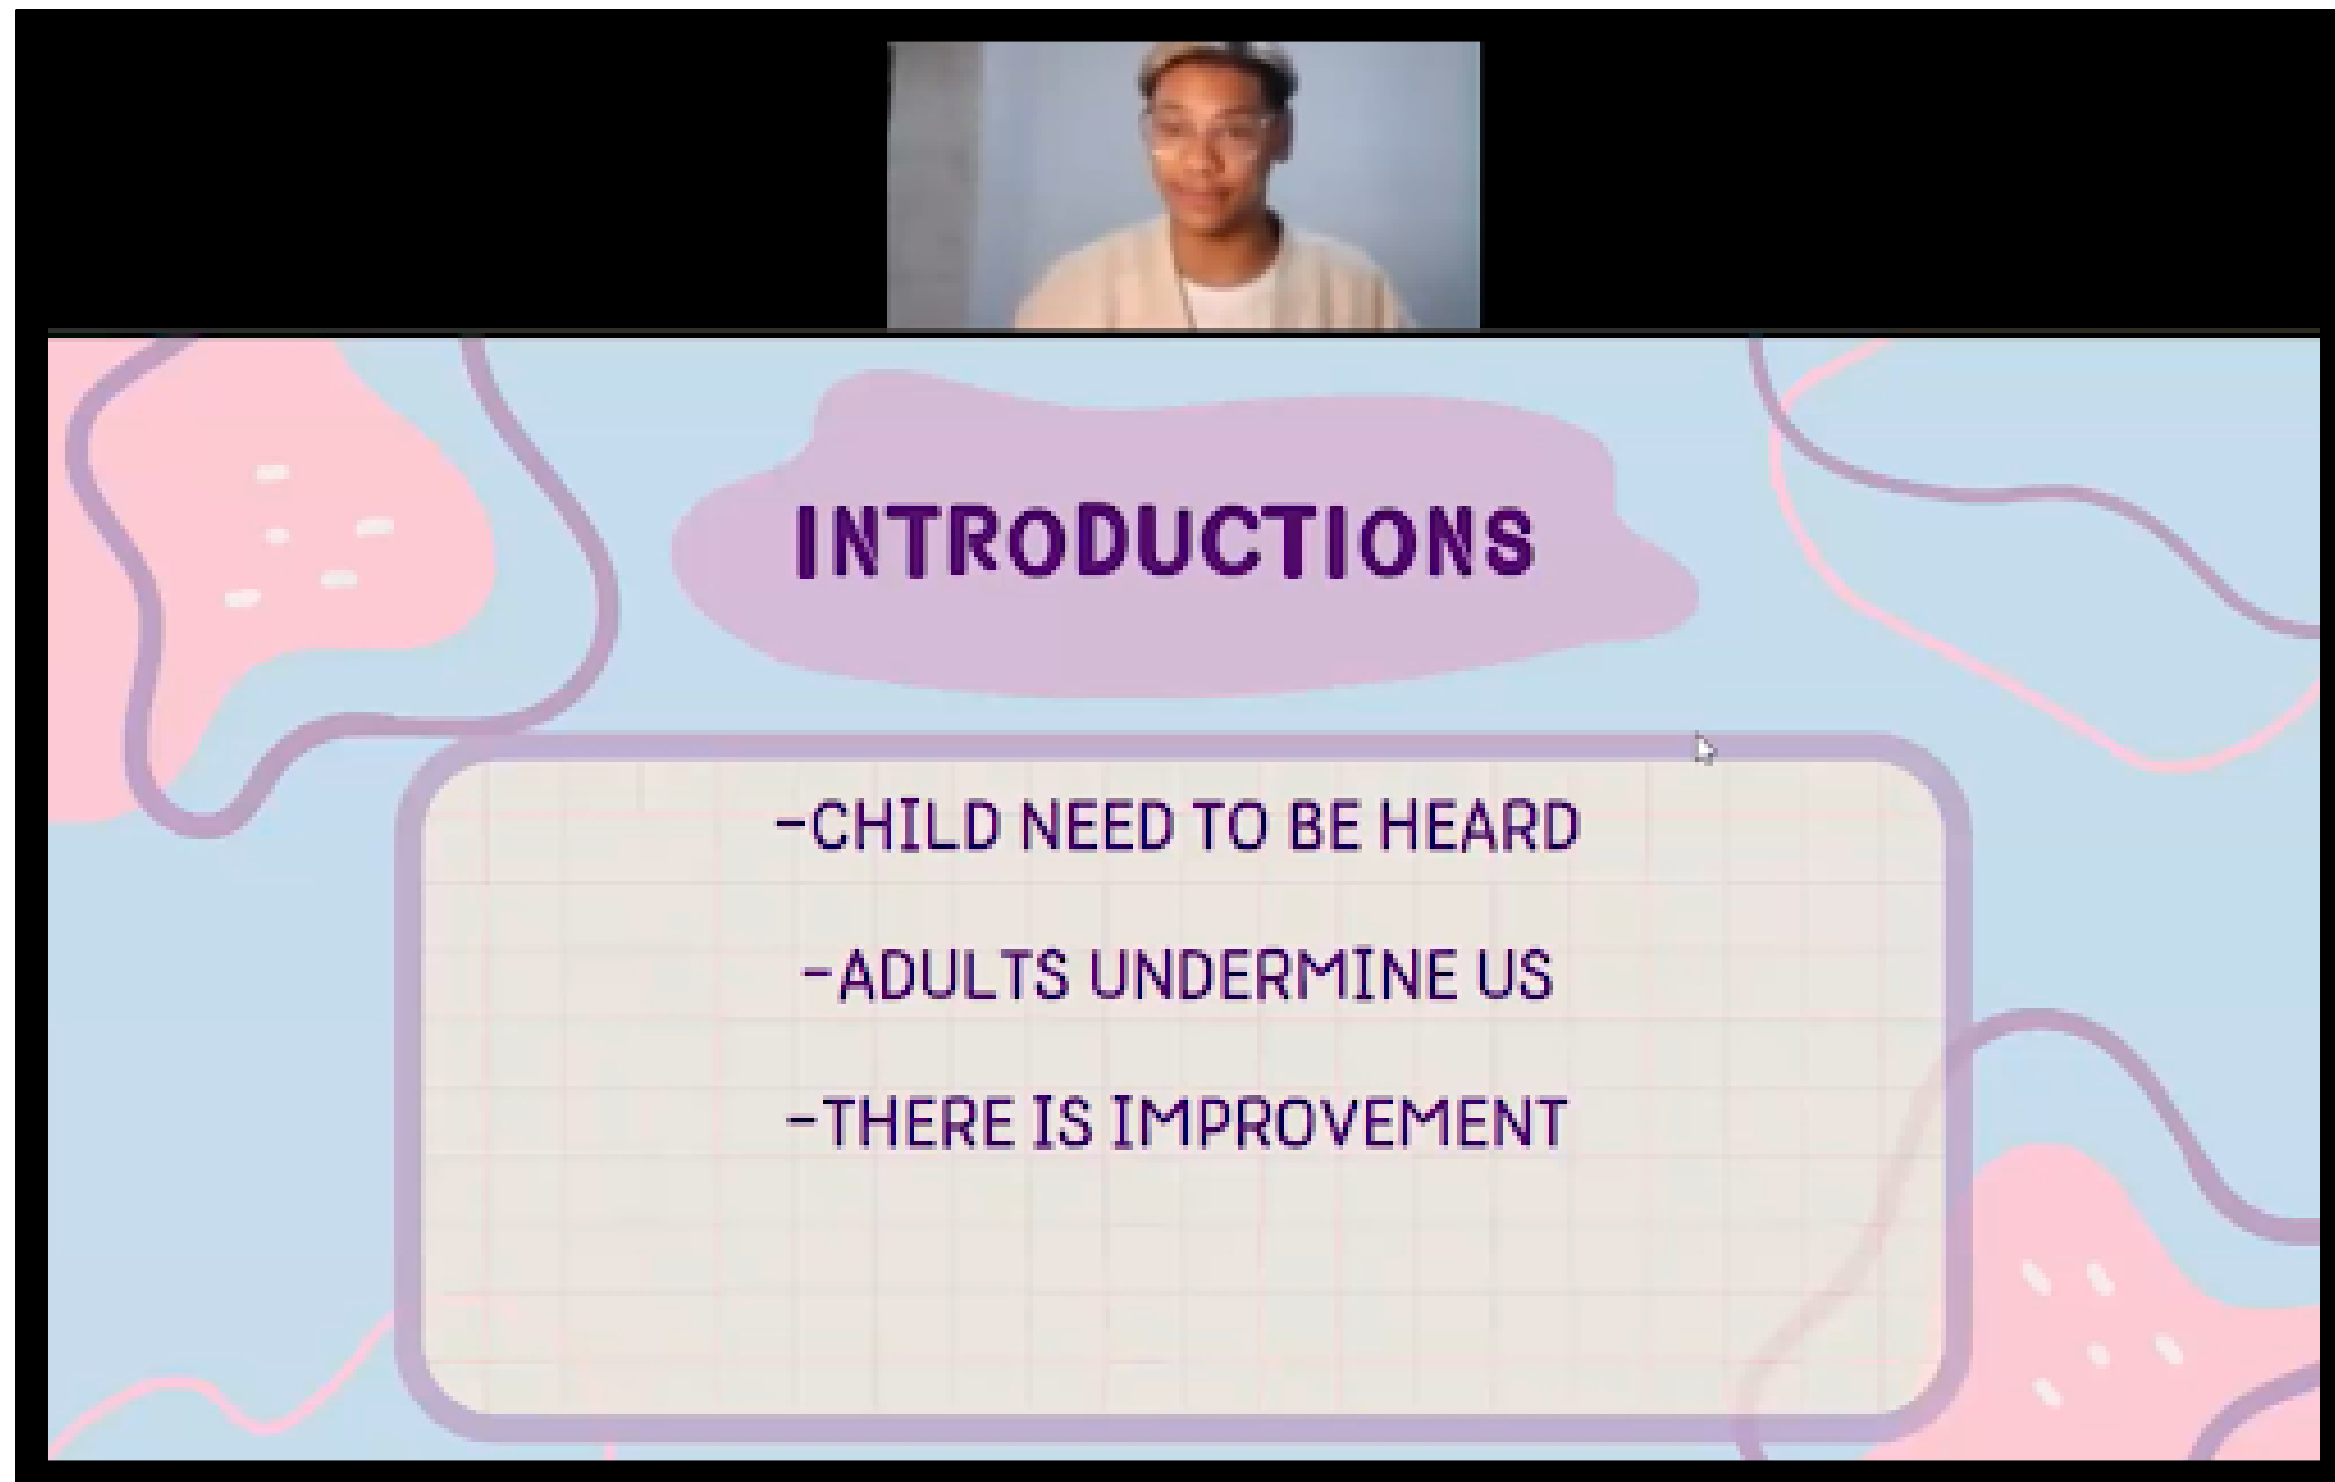 INTRODUCTIONS
-CHILD NEED TO BE HEARD
-ADULTS UNDERMINE US
-THERE IS IMPROVEMENT